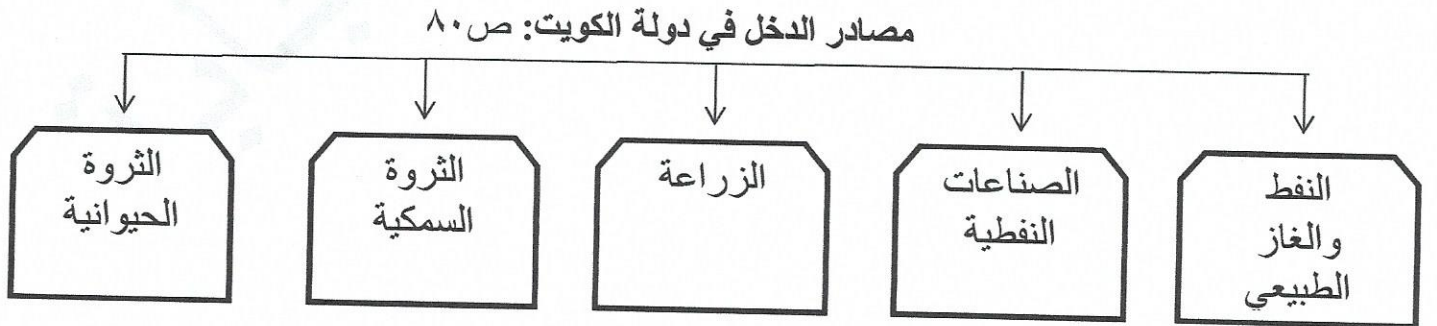 مصادر الدخل في دولة الكويت: ص٨٠
النفط
والغاز
الطبيعي
الصناعات
النفطية
الزراعة
الثروة
السمكية
الثروة
الحيوانية